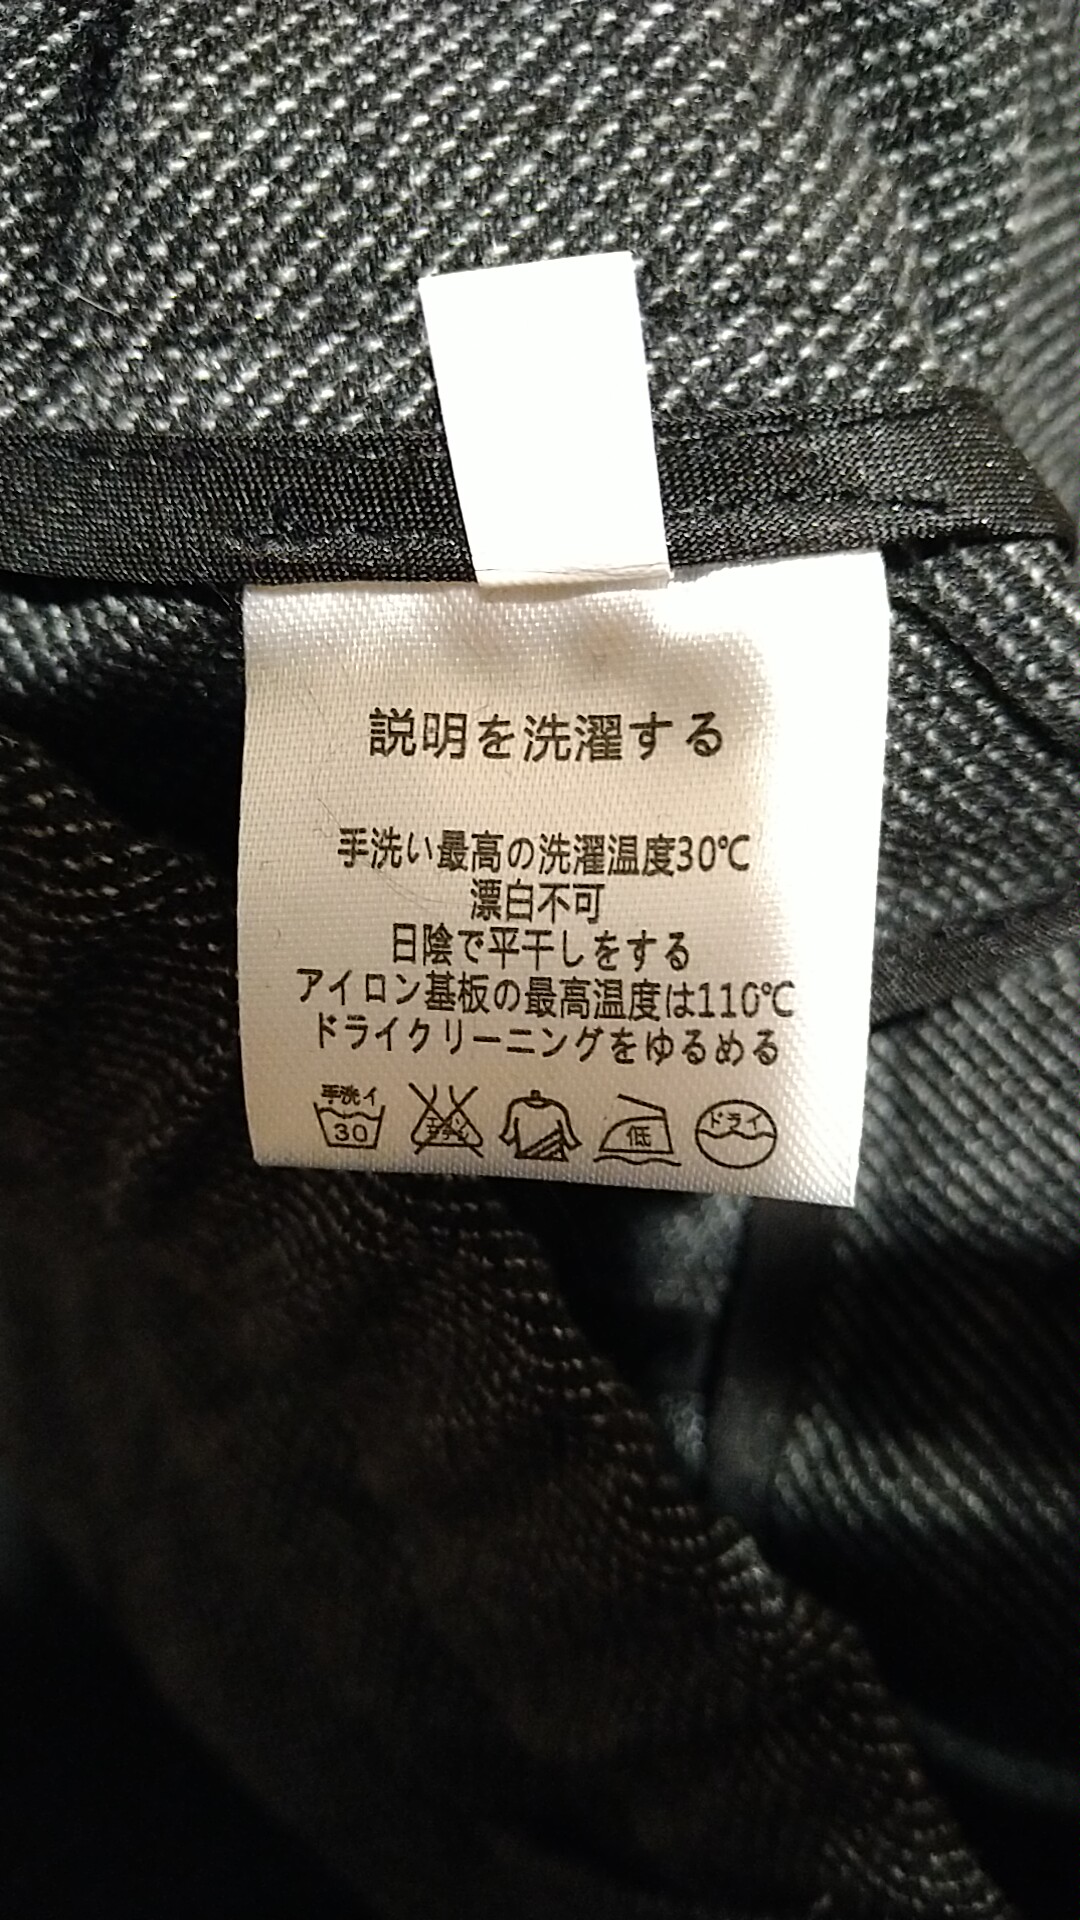 説明を洗濯する
手洗い最高の洗濯温度30℃
漂白不可
日陰で平干しをする
アイロン基板の最高温度は110℃
ドライクリーニングをゆるめる
手洗イ
30
低
ドライ